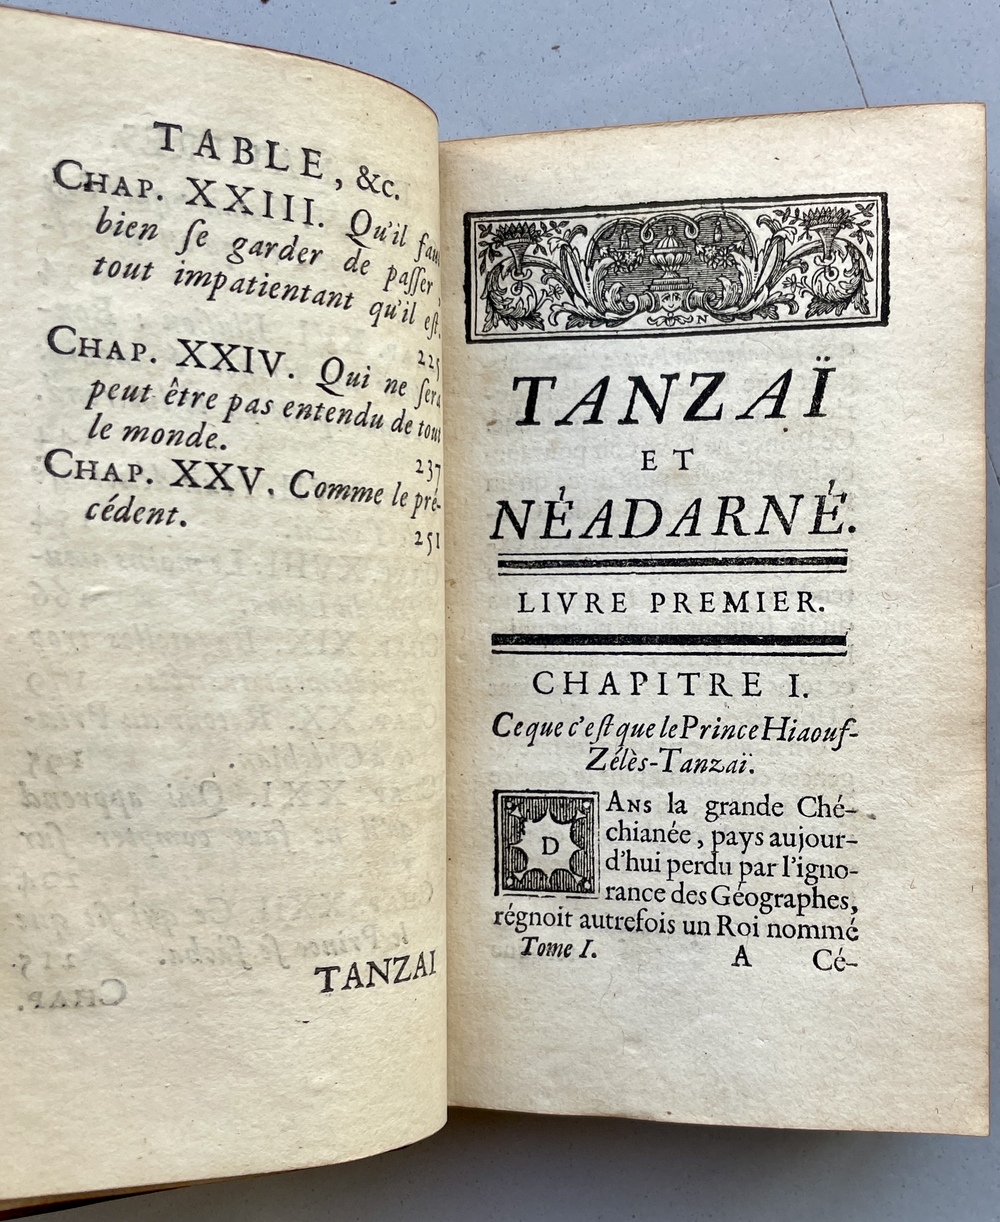 TABLE, &c.
CHAP. XXIII. Qu'il faut
bien ſe garder de paſſer,
tout impatientant qu'il eſt.
225
CHAP. XXIV. Qui ne ſera
peut être pas entendu de tout
le monde.
237
CHAP. XXV. Comme le pré-
cédent.
251
TANZAI
N
TANZAÏ
ET
NÉADARNÉ.
LIVRE PREMIER.
CHAPITRE I.
Ce que c'eſt que le Prince Hiaouf-
Zélès-Tanzaï.
DANS la grande Ché-
chianée, pays aujour-
d'hui perdu par l'igno-
rance des Géographes,
régnoit autrefois un Roi nommé
Tome I. A Cé-